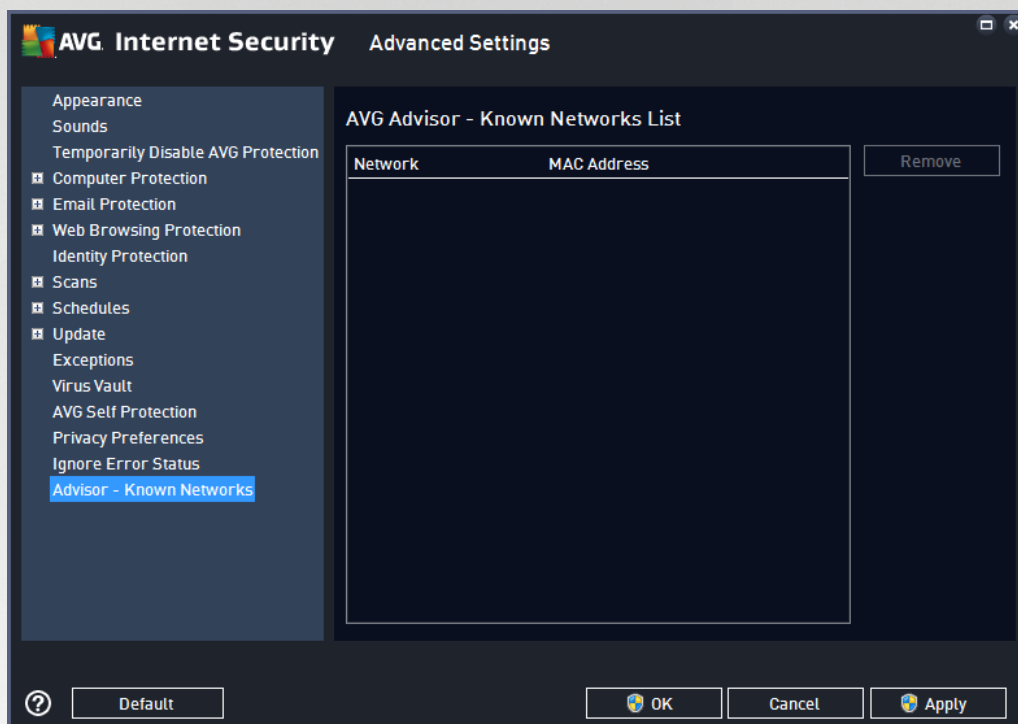 AVG. Internet Security Advanced Settings
Appearance
Sounds
Temporarily Disable AVG Protection
Computer Protection
Email Protection
Web Browsing Protection
Identity Protection
Scans
Schedules
Update
Exceptions
Virus Vault
AVG Self Protection
Privacy Preferences
Ignore Error Status
Advisor - Known Networks
AVG Advisor - Known Networks List
Network MAC Address
Remove
Default
OK
Cancel
Apply